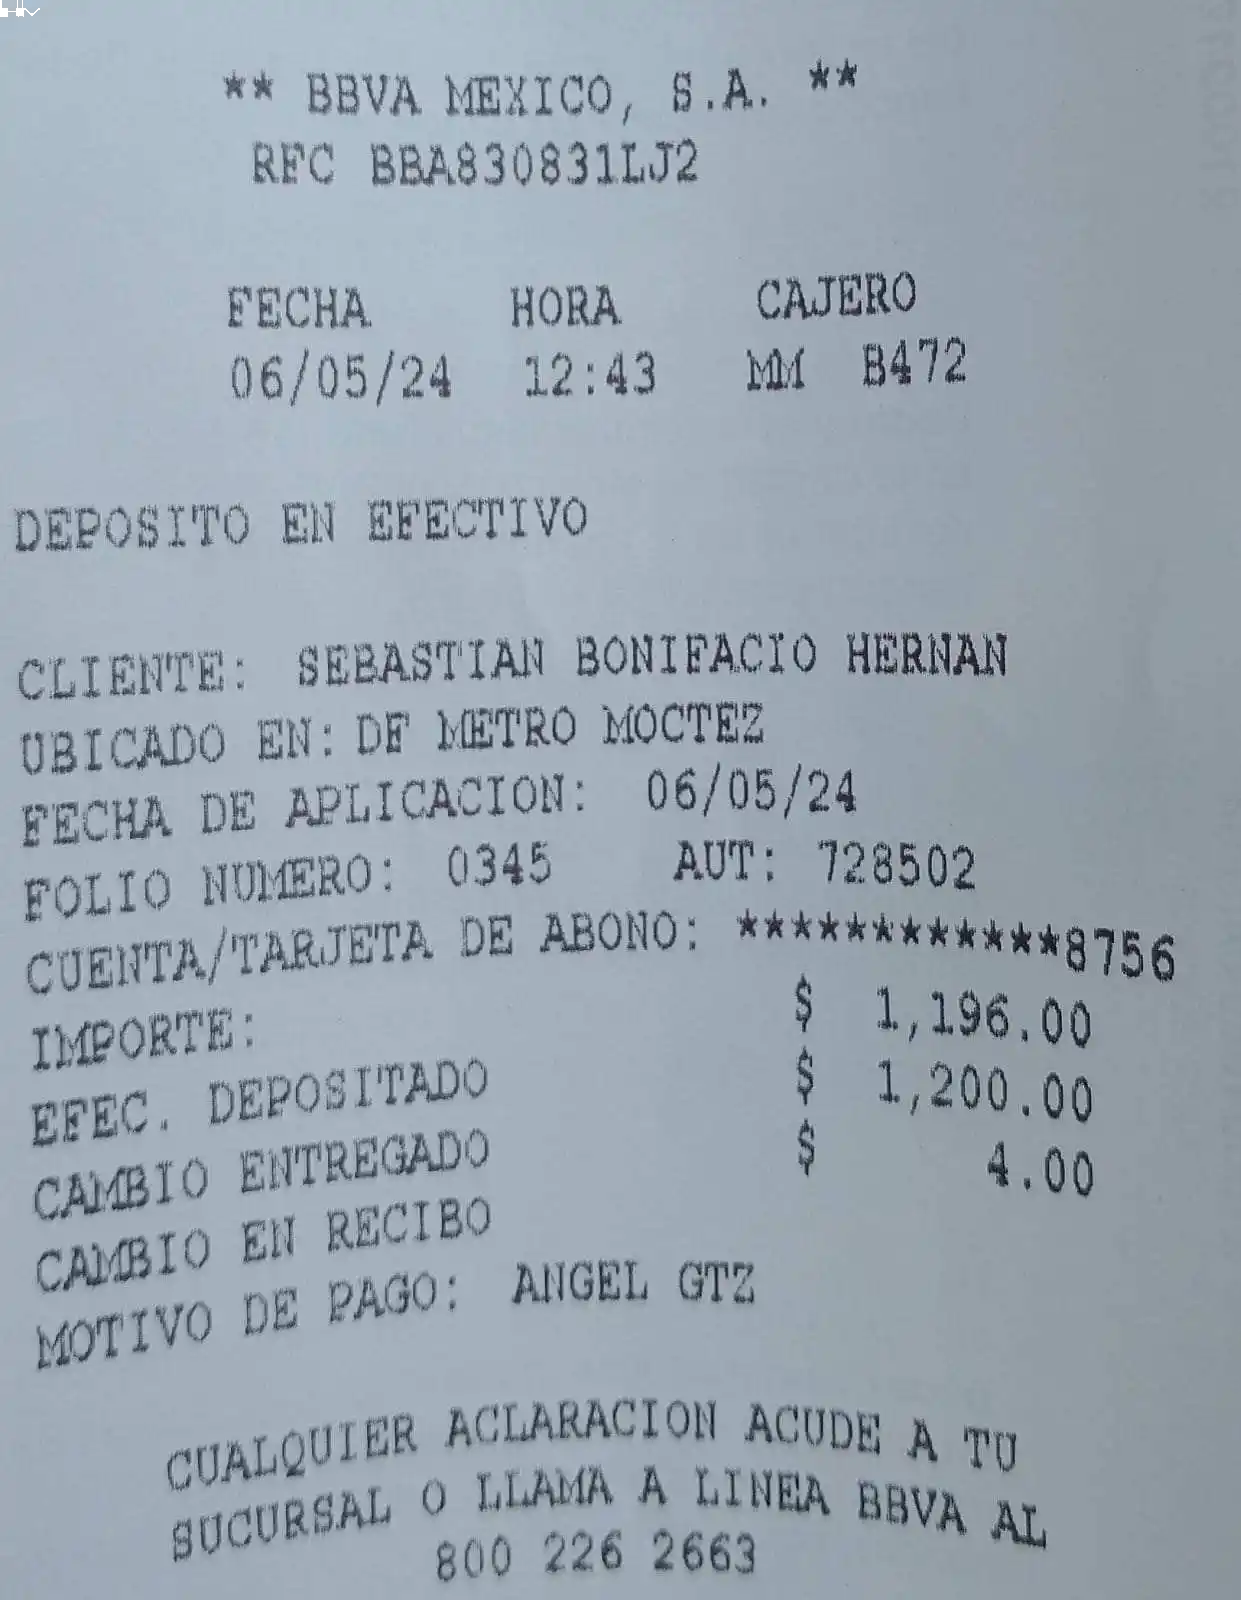 ** BBVA MEXICO, S.A. **
RFC BBA830831LJ2
FECHA HORA CAJERO
06/05/24 12:43 MM B472
DEPOSITO EN EFECTIVO
CLIENTE: SEBASTIAN BONIFACIO HERNAN
UBICADO EN: DF METRO MOCTEZ
FECHA DE APLICACION: 06/05/24
FOLIO NUMERO: 0345 AUT: 728502
CUENTA/TARJETA DE ABONO: ************8756
IMPORTE: $ 1,196.00
EFEC. DEPOSITADO $ 1,200.00
CAMBIO ENTREGADO $ 4.00
CAMBIO EN RECIBO
MOTIVO DE PAGO: ANGEL GTZ
CUALQUIER ACLARACION ACUDE A TU
SUCURSAL O LLAMA A LINEA BBVA AL
800 226 2663